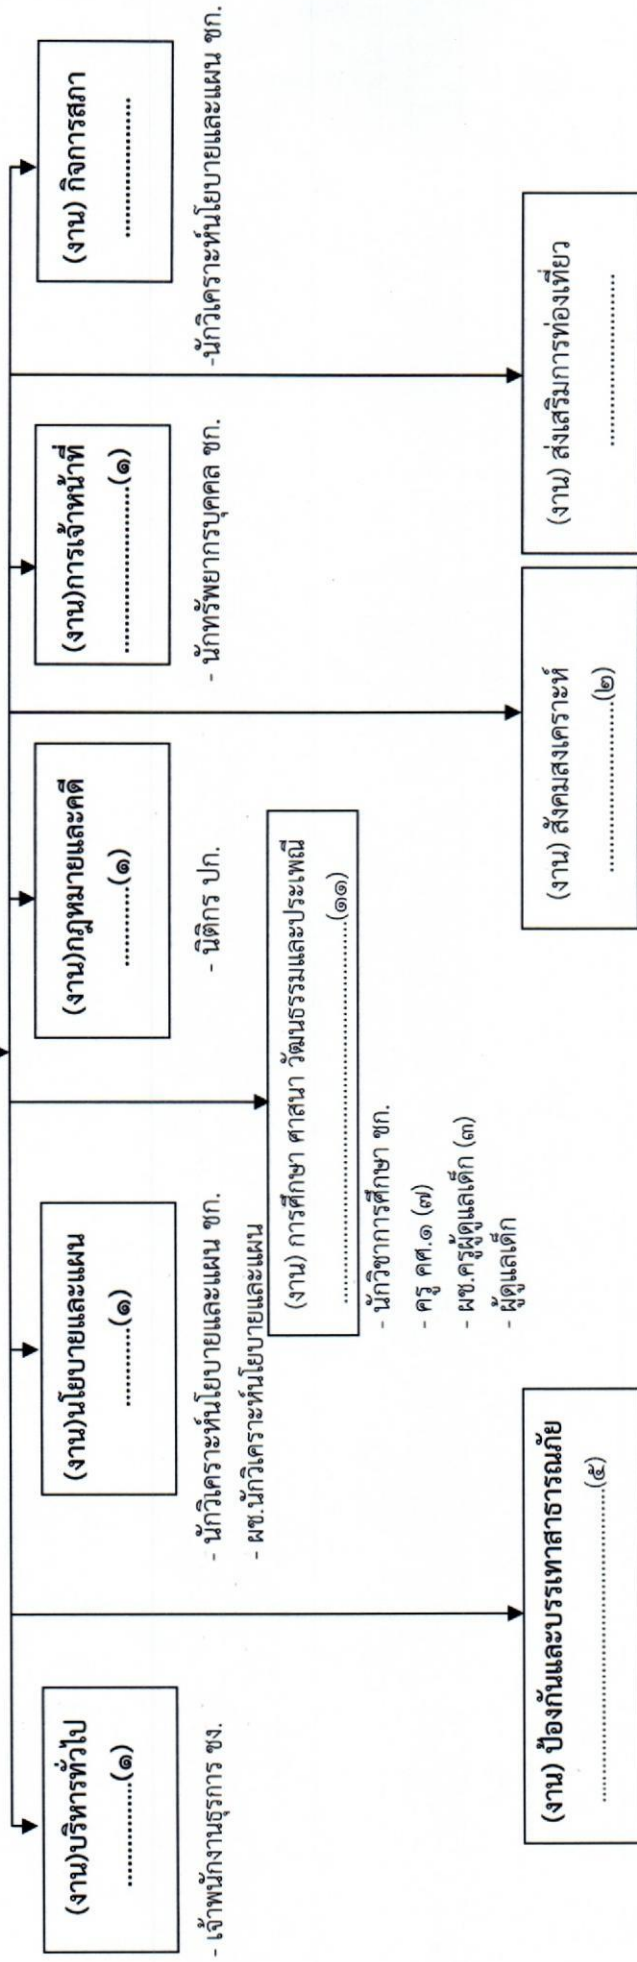 (งาน)บริหารทั่วไป
................(๑)
- เจ้าพนักงานธุรการ ชง.
(งาน)นโยบายและแผน
............(๑)
- นักวิเคราะห์นโยบายและแผน ชก.
- ผช.นักวิเคราะห์นโยบายและแผน
(งาน)กฎหมายและคดี
............(๑)
- นิติกร ปก.
(งาน)การเจ้าหน้าที่
..............................(๑)
- นักทรัพยากรบุคคล ชก.
(งาน) กิจการสภา
.........................
-นักวิเคราะห์นโยบายและแผน ชก.
(งาน) การศึกษา ศาสนา วัฒนธรรมและประเพณี
..................................................................(๑๑)
- นักวิชาการศึกษา ชก.
- ครู คศ.๑ (๗)
- ผช.ครูผู้ดูแลเด็ก (๓)
- ผู้ดูแลเด็ก
(งาน) ป้องกันและบรรเทาสาธารณภัย
.......................................................(๕)
(งาน) สังคมสงเคราะห์
..............................(๒)
(งาน) ส่งเสริมการท่องเที่ยว
..............................